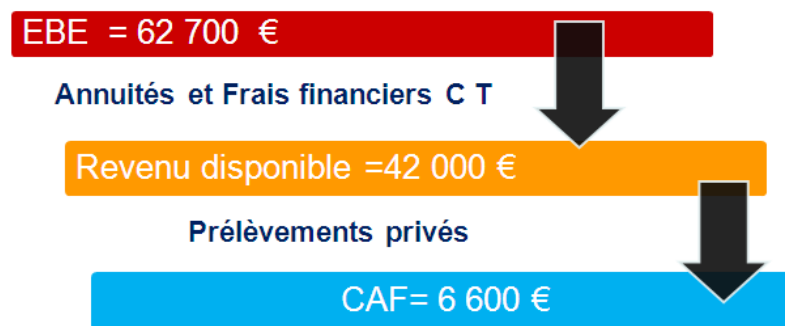 EBE = 62 700 €
Annuités et Frais financiers C T
Revenu disponible =42 000 €
Prélèvements privés
CAF= 6 600 €